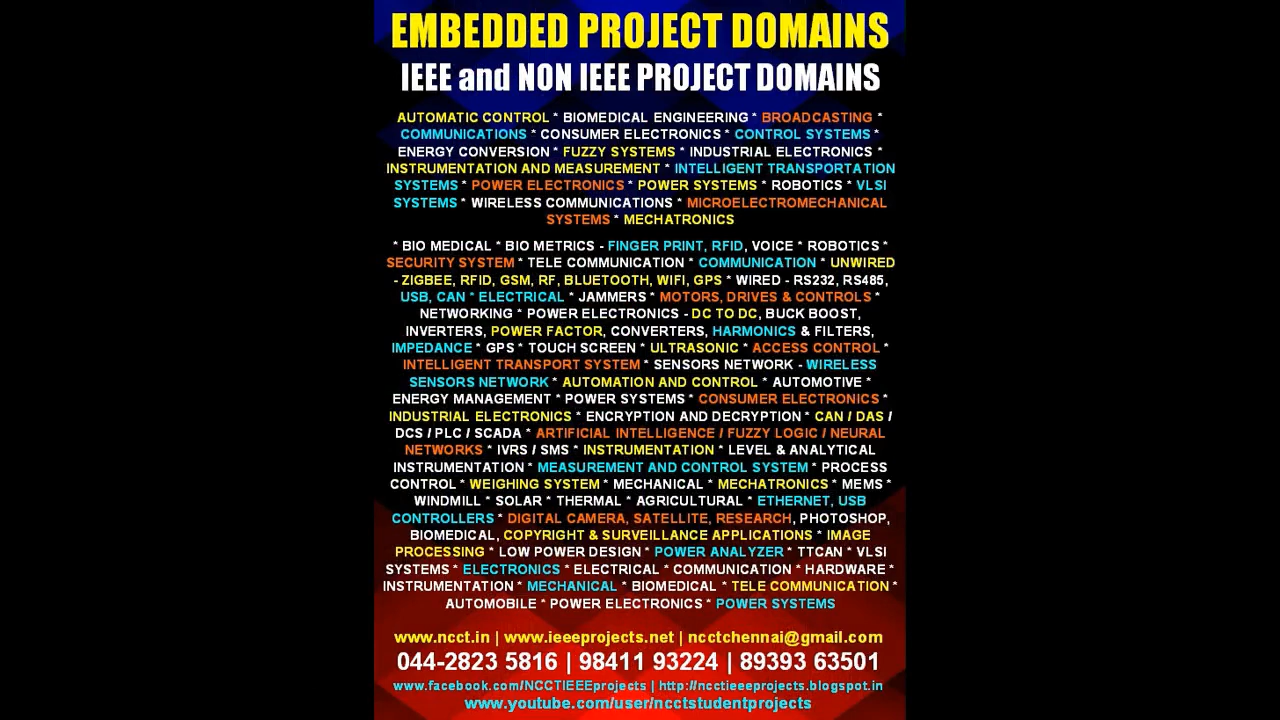 EMBEDDED PROJECT DOMAINS
IEEE and NON IEEE PROJECT DOMAINS
AUTOMATIC CONTROL * BIOMEDICAL ENGINEERING * BROADCASTING *
COMMUNICATIONS * CONSUMER ELECTRONICS * CONTROL SYSTEMS *
ENERGY CONVERSION * FUZZY SYSTEMS * INDUSTRIAL ELECTRONICS *
INSTRUMENTATION AND MEASUREMENT * INTELLIGENT TRANSPORTATION
SYSTEMS * POWER ELECTRONICS * POWER SYSTEMS * ROBOTICS * VLSI
SYSTEMS * WIRELESS COMMUNICATIONS * MICROELECTROMECHANICAL
SYSTEMS * MECHATRONICS
* BIO MEDICAL * BIO METRICS - FINGER PRINT, RFID, VOICE * ROBOTICS *
SECURITY SYSTEM * TELE COMMUNICATION * COMMUNICATION * UNWIRED
- ZIGBEE, RFID, GSM, RF, BLUETOOTH, WIFI, GPS * WIRED - RS232, RS485,
USB, CAN * ELECTRICAL * JAMMERS * MOTORS, DRIVES & CONTROLS *
NETWORKING * POWER ELECTRONICS - DC TO DC, BUCK BOOST,
INVERTERS, POWER FACTOR, CONVERTERS, HARMONICS & FILTERS,
IMPEDANCE * GPS * TOUCH SCREEN * ULTRASONIC * ACCESS CONTROL *
INTELLIGENT TRANSPORT SYSTEM * SENSORS NETWORK - WIRELESS
SENSORS NETWORK * AUTOMATION AND CONTROL * AUTOMOTIVE *
ENERGY MANAGEMENT * POWER SYSTEMS * CONSUMER ELECTRONICS *
INDUSTRIAL ELECTRONICS * ENCRYPTION AND DECRYPTION * CAN / DAS /
DCS / PLC / SCADA * ARTIFICIAL INTELLIGENCE / FUZZY LOGIC / NEURAL
NETWORKS * IVRS / SMS * INSTRUMENTATION * LEVEL & ANALYTICAL
INSTRUMENTATION * MEASUREMENT AND CONTROL SYSTEM * PROCESS
CONTROL * WEIGHING SYSTEM * MECHANICAL * MECHATRONICS * MEMS *
WINDMILL * SOLAR * THERMAL * AGRICULTURAL * ETHERNET, USB
CONTROLLERS * DIGITAL CAMERA, SATELLITE, RESEARCH, PHOTOSHOP,
BIOMEDICAL, COPYRIGHT & SURVEILLANCE APPLICATIONS * IMAGE
PROCESSING * LOW POWER DESIGN * POWER ANALYZER * TTCAN * VLSI
SYSTEMS * ELECTRONICS * ELECTRICAL * COMMUNICATION * HARDWARE *
INSTRUMENTATION * MECHANICAL * BIOMEDICAL * TELE COMMUNICATION *
AUTOMOBILE * POWER ELECTRONICS * POWER SYSTEMS
www.ncct.in | www.ieeeprojects.net | ncctchennai@gmail.com
044-2823 5816 | 98411 93224 | 89393 63501
www.facebook.com/NCCTIEEEprojects | http://ncctieeeprojects.blogspot.in
www.youtube.com/user/ncctstudentprojects